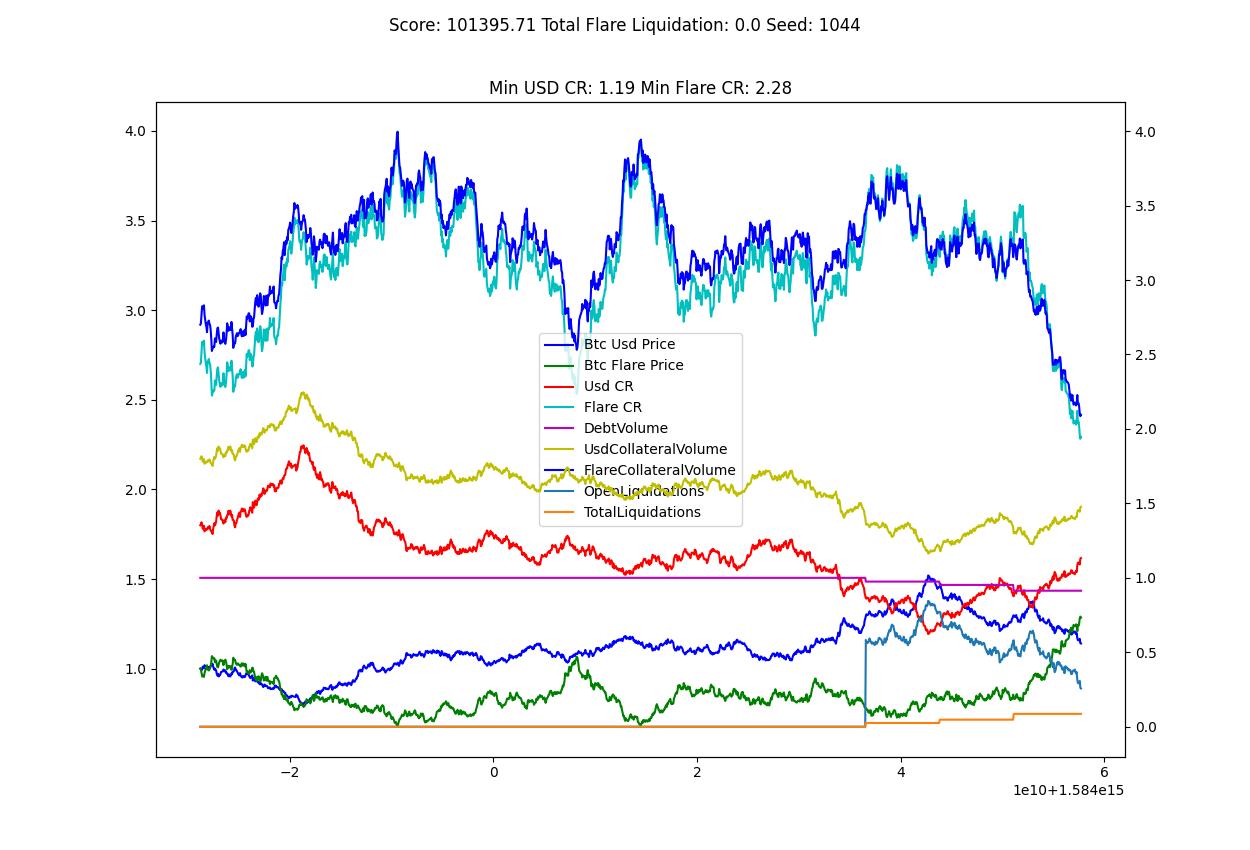 Score: 101395.71 Total Flare Liquidation: 0.0 Seed: 1044
Min USD CR: 1.19 Min Flare CR: 2.28
4.0
3.5
3.0
2.5
2.0
1.5
1.0
4.0
3.5
3.0
2.5
2.0
1.5
1.0
0.5
0.0
Btc Usd Price
Btc Flare Price
Usd CR
Flare CR
DebtVolume
UsdCollateralVolume
FlareCollateralVolume
OpenLiquidations
TotalLiquidations
−2 0 2 4 6
1e10+1.584e15